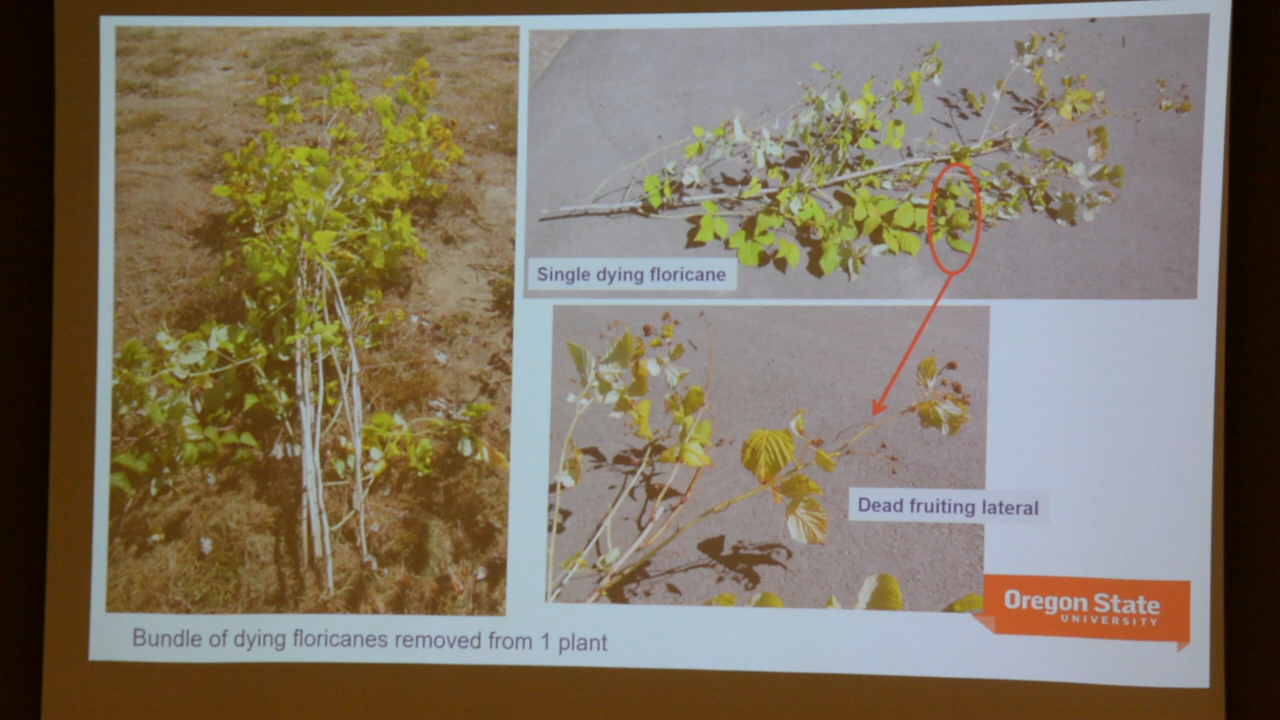 Single dying floricane
Dead fruiting lateral
Oregon State
UNIVERSITY
Bundle of dying floricanes removed from 1 plant